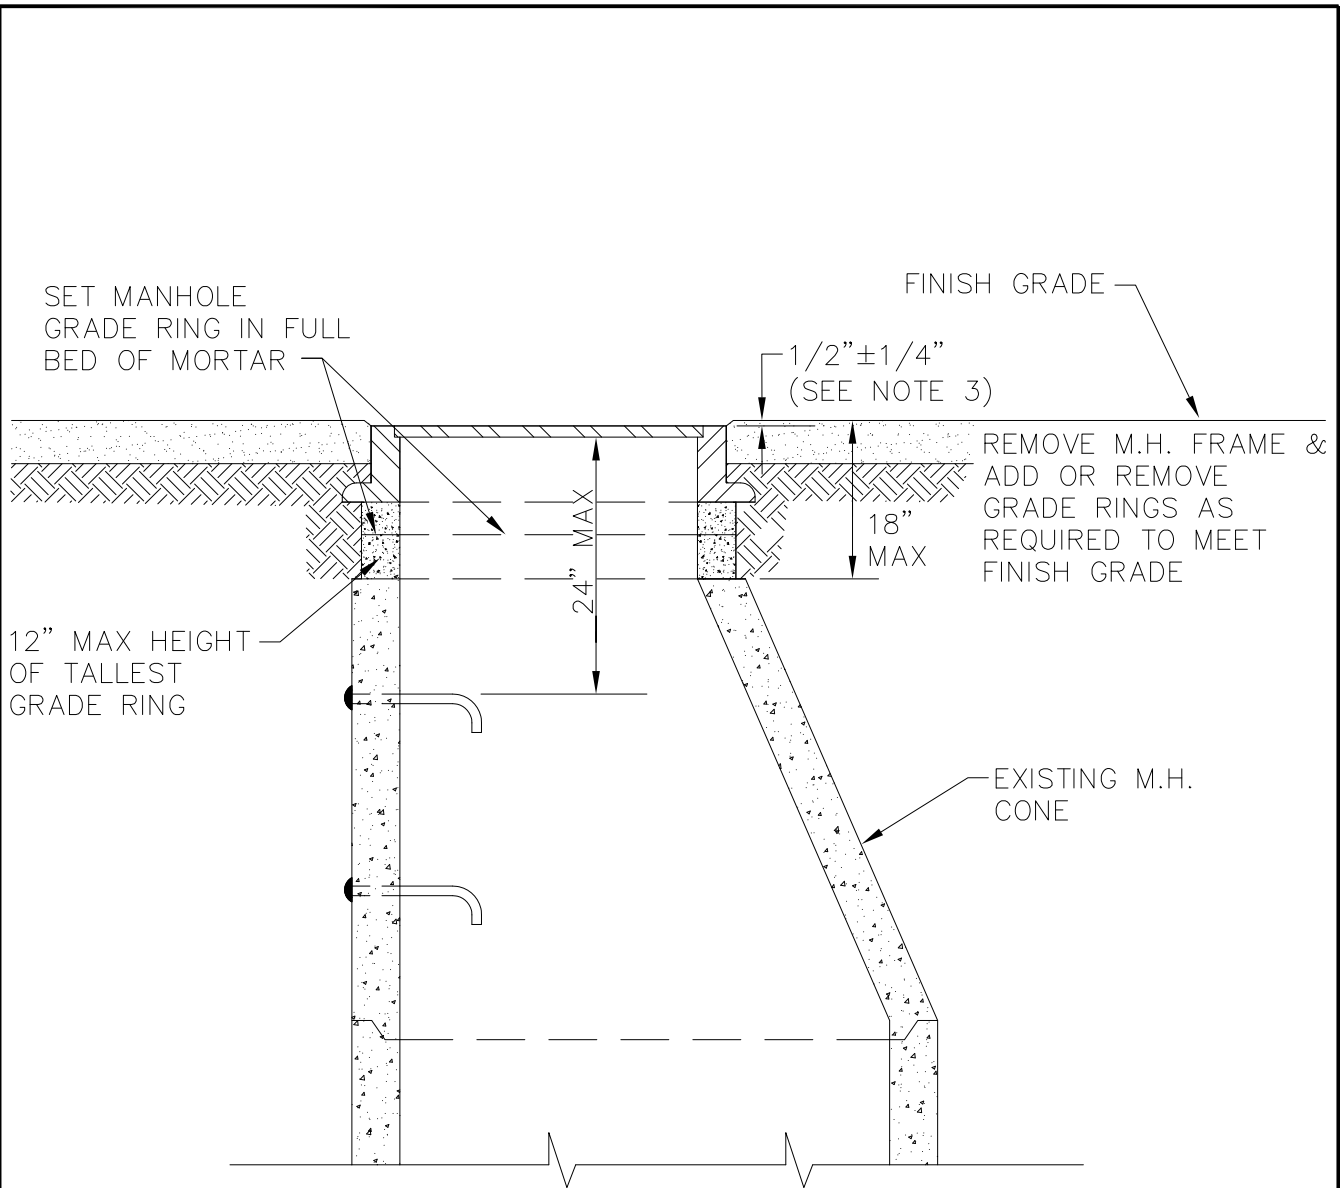 SET MANHOLE
GRADE RING IN FULL
BED OF MORTAR
FINISH GRADE
1/2"±1/4"
(SEE NOTE 3)
REMOVE M.H. FRAME &
ADD OR REMOVE
GRADE RINGS AS
REQUIRED TO MEET
FINISH GRADE
24" MAX
18"
MAX
12" MAX HEIGHT
OF TALLEST
GRADE RING
EXISTING M.H.
CONE